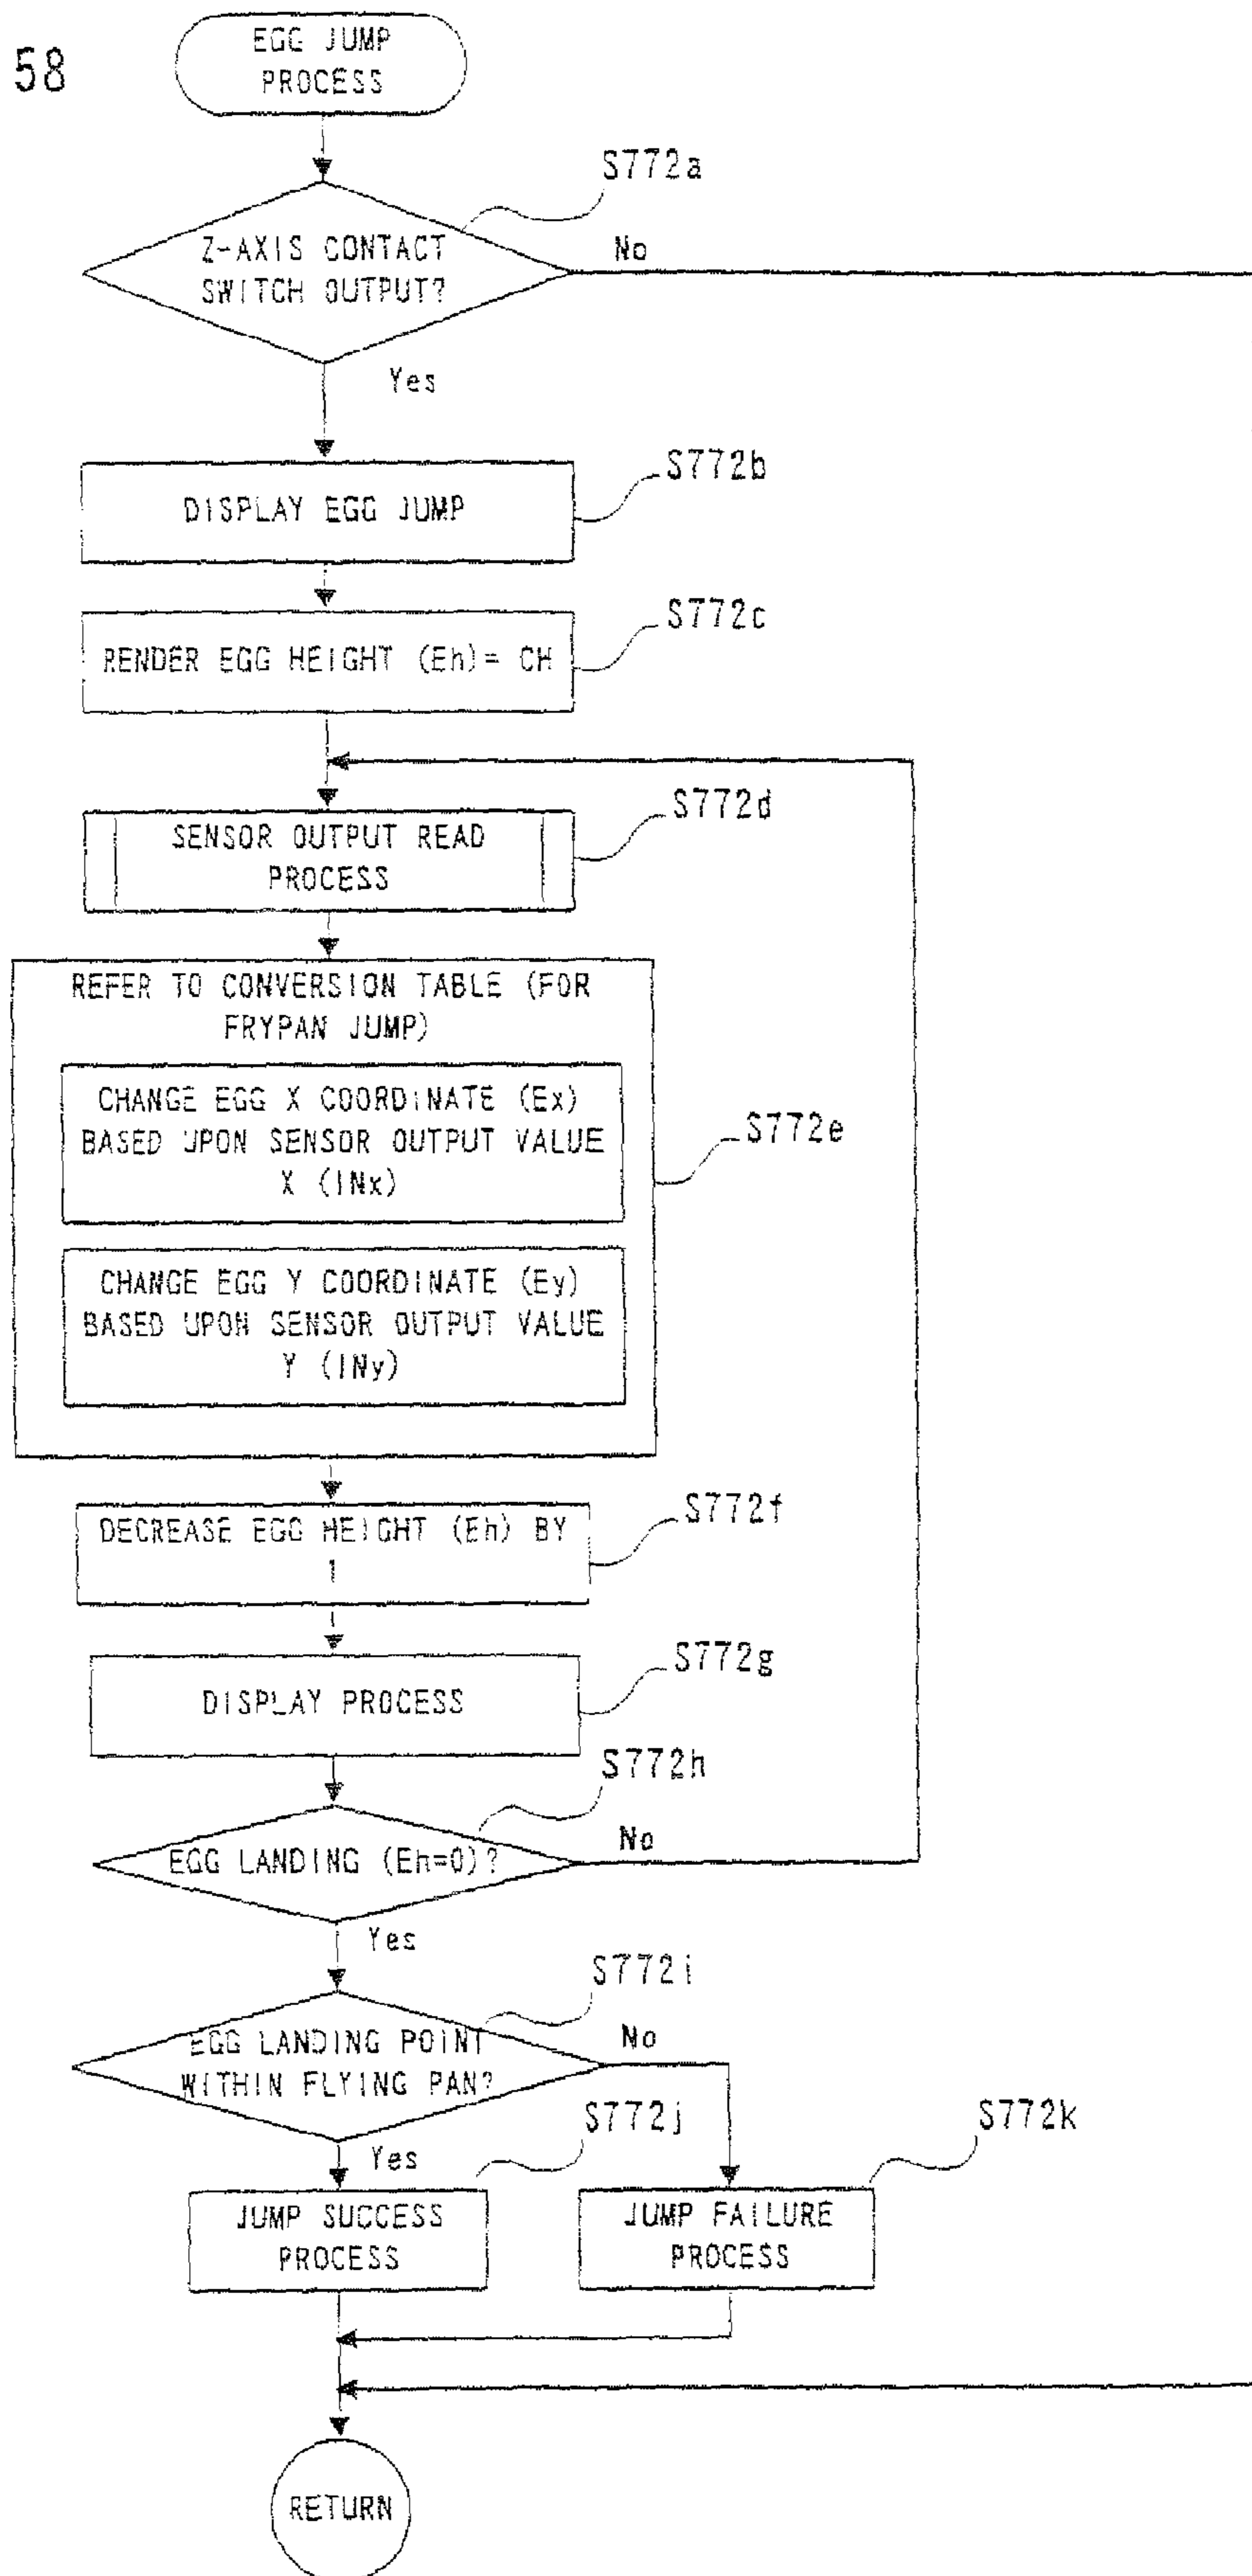 58
EGG JUMP
PROCESS
S772a
Z-AXIS CONTACT
SWITCH OUTPUT?
No
Yes
S772b
DISPLAY EGG JUMP
S772c
RENDER EGG HEIGHT (Eh)= CH
S772d
SENSOR OUTPUT READ
PROCESS
REFER TO CONVERSION TABLE (FOR
FRYPAN JUMP)
CHANGE EGG X COORDINATE (Ex)
BASED UPON SENSOR OUTPUT VALUE
X (INx)
S772e
CHANGE EGG Y COORDINATE (Ey)
BASED UPON SENSOR OUTPUT VALUE
Y (INy)
S772f
DECREASE EGG HEIGHT (Eh) BY
1
S772g
DISPLAY PROCESS
S772h
EGG LANDING (Eh=0)?
No
Yes
S772i
EGG LANDING POINT
WITHIN FLYING PAN?
No
Yes
S772j
JUMP SUCCESS
PROCESS
S772k
JUMP FAILURE
PROCESS
RETURN